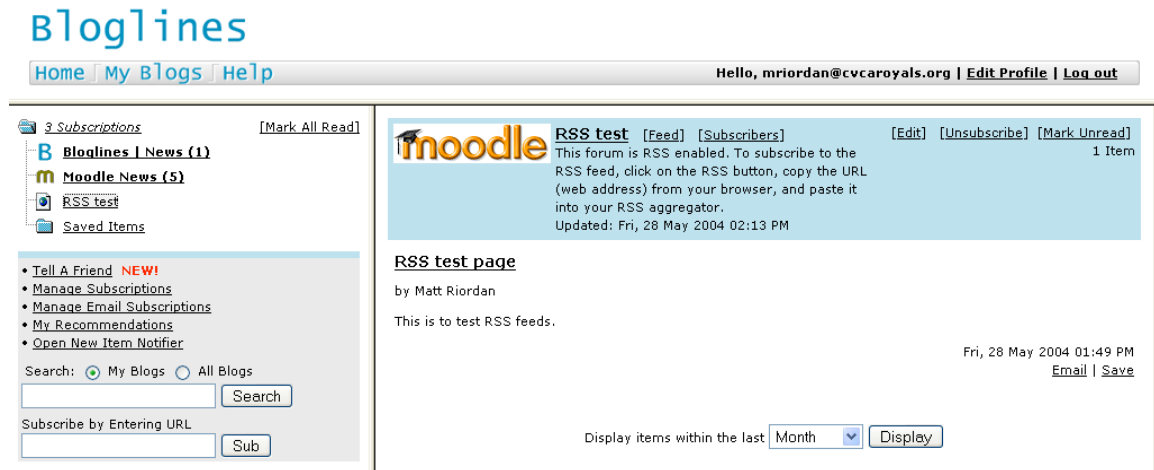 Bloglines
Home My Blogs Help
Hello, mriordan@cvcaroyals.org | Edit Profile | Log out
3 Subscriptions [Mark All Read]
B Bloglines | News (1)
m Moodle News (5)
RSS test
Saved Items
• Tell A Friend NEW!
• Manage Subscriptions
• Manage Email Subscriptions
• My Recommendations
• Open New Item Notifier
Search: My Blogs All Blogs
Search
Subscribe by Entering URL
Sub
moodle
RSS test [Feed] [Subscribers] [Edit] [Unsubscribe] [Mark Unread]
1 Item
This forum is RSS enabled. To subscribe to the
RSS feed, click on the RSS button, copy the URL
(web address) from your browser, and paste it
into your RSS aggregator.
Updated: Fri, 28 May 2004 02:13 PM
RSS test page
by Matt Riordan
This is to test RSS feeds.
Fri, 28 May 2004 01:49 PM
Email | Save
Display items within the last Month Display